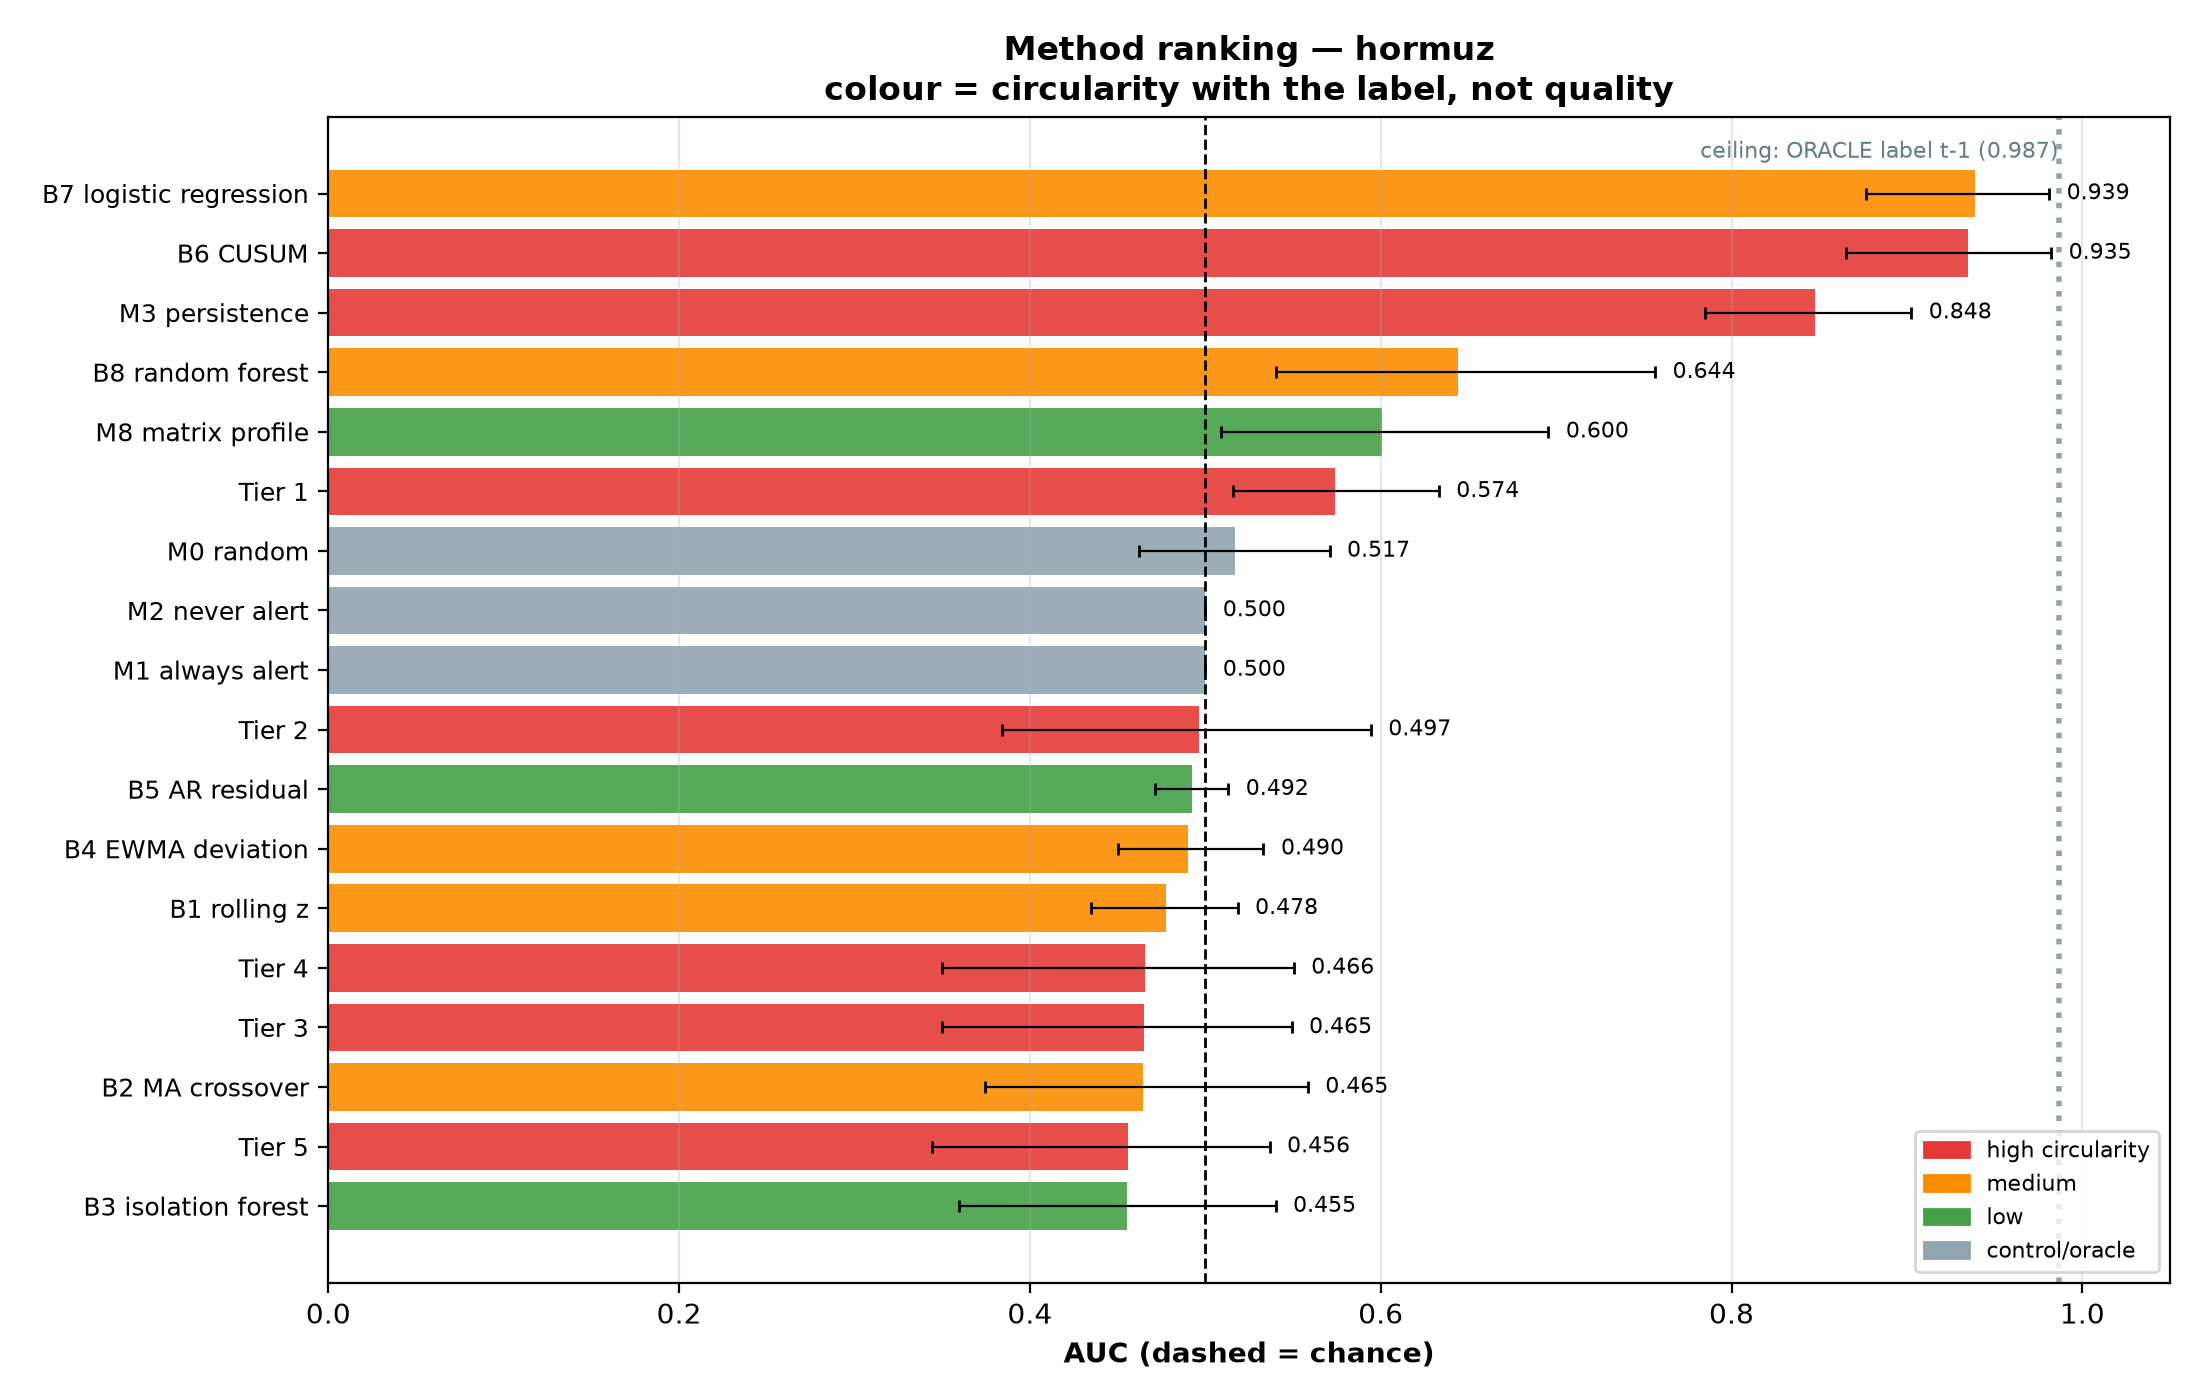 Method ranking — hormuz
colour = circularity with the label, not quality
ceiling: ORACLE label t-1 (0.987)
B7 logistic regression 0.939
B6 CUSUM 0.935
M3 persistence 0.848
B8 random forest 0.644
M8 matrix profile 0.600
Tier 1 0.574
M0 random 0.517
M2 never alert 0.500
M1 always alert 0.500
Tier 2 0.497
B5 AR residual 0.492
B4 EWMA deviation 0.490
B1 rolling z 0.478
Tier 4 0.466
Tier 3 0.465
B2 MA crossover 0.465
Tier 5 0.456
B3 isolation forest 0.455
high circularity
medium
low
control/oracle
0.0 0.2 0.4 0.6 0.8 1.0
AUC (dashed = chance)